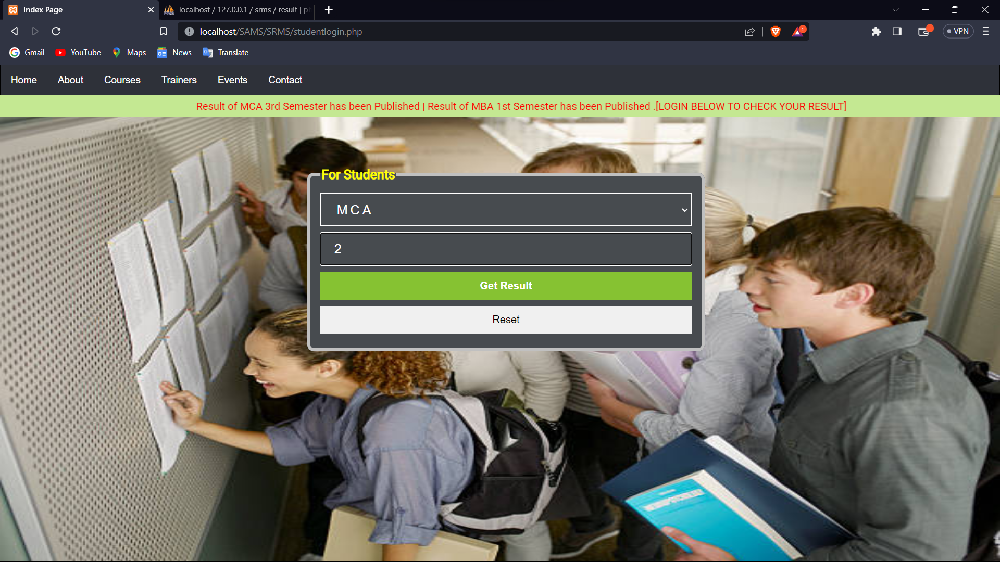 Index Page
localhost / 127.0.0.1 / srms / result | ph
localhost/SAMS/SRMS/studentlogin.php
1
VPN
Gmail
YouTube
Maps
News
Translate
Home
About
Courses
Trainers
Events
Contact
Result of MCA 3rd Semester has been Published | Result of MBA 1st Semester has been Published .[LOGIN BELOW TO CHECK YOUR RESULT]
For Students
MCA
2
Get Result
Reset